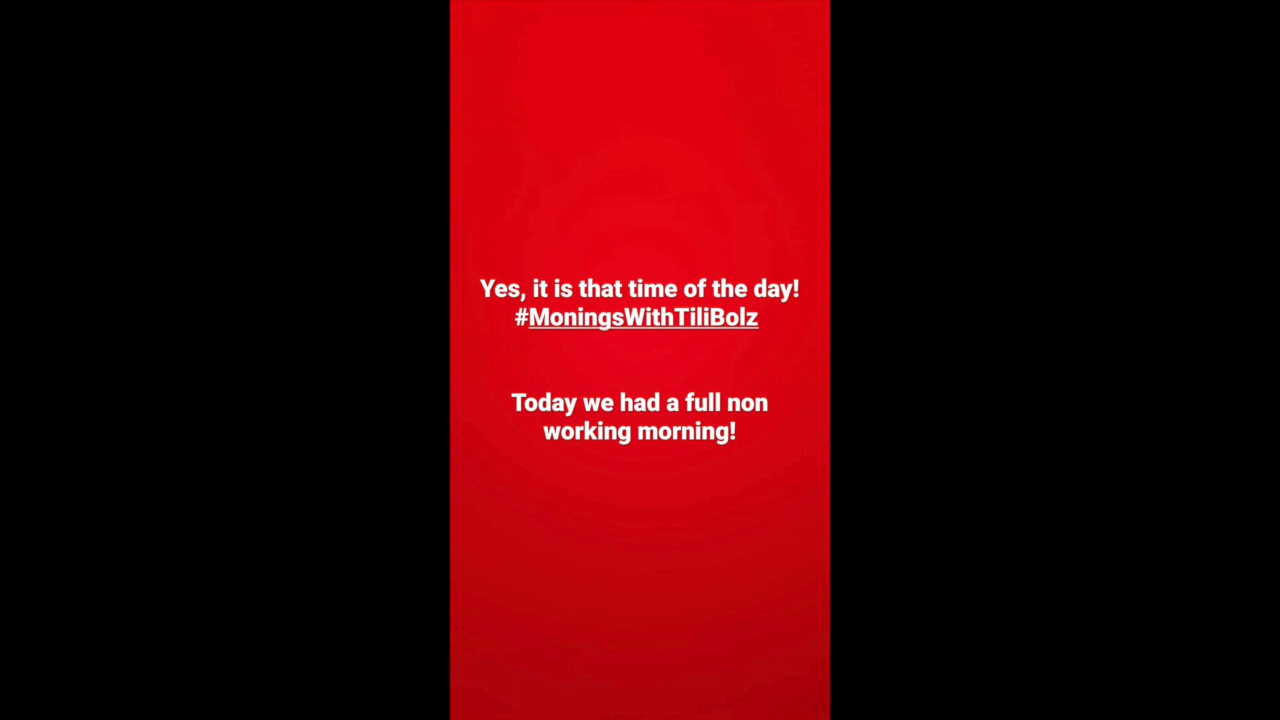 Yes, it is that time of the day!
#MoningsWithTiliBolz
Today we had a full non
working morning!